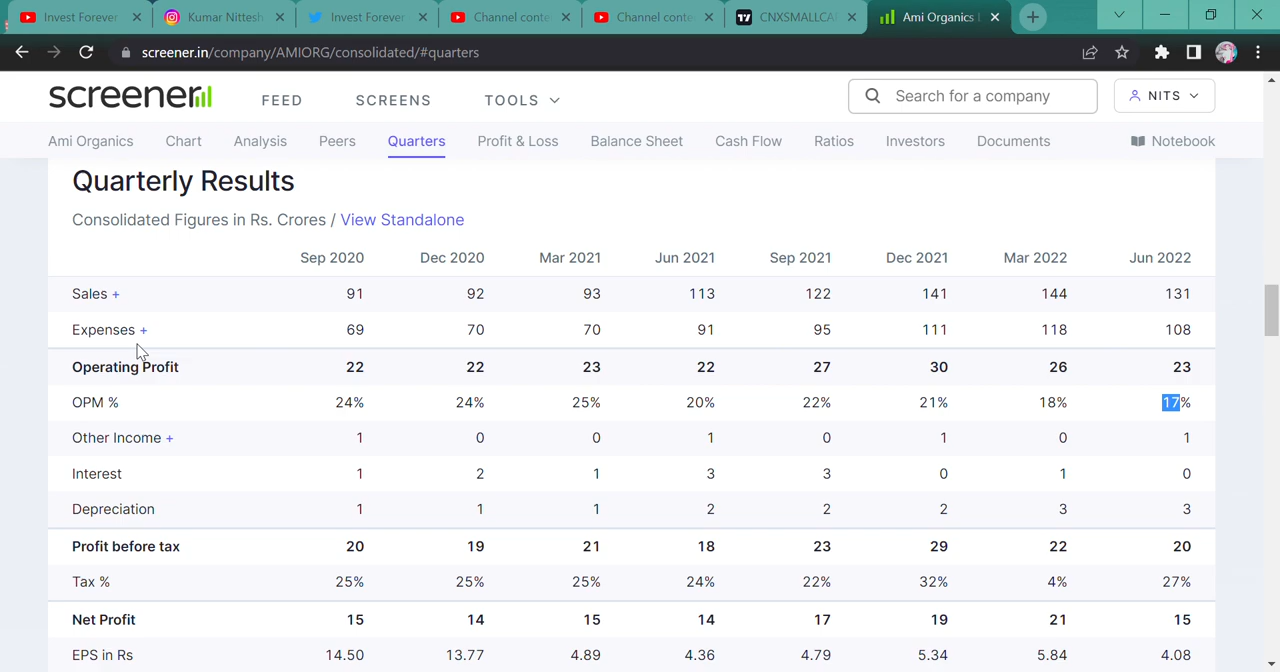 Invest Forever
Kumar Nittesh
Invest Forever
Channel conte
Channel conte
CNXSMALLCA
Ami Organics
screener.in/company/AMIORG/consolidated/#quarters
screener
FEED SCREENS TOOLS
Search for a company
NITS
Ami Organics Chart Analysis Peers Quarters Profit & Loss Balance Sheet Cash Flow Ratios Investors Documents Notebook
Quarterly Results
Consolidated Figures in Rs. Crores / View Standalone
Sep 2020 Dec 2020 Mar 2021 Jun 2021 Sep 2021 Dec 2021 Mar 2022 Jun 2022
Sales + 91 92 93 113 122 141 144 131
Expenses + 69 70 70 91 95 111 118 108
Operating Profit 22 22 23 22 27 30 26 23
OPM % 24% 24% 25% 20% 22% 21% 18% 17%
Other Income + 1 0 0 1 0 1 0 1
Interest 1 2 1 3 3 0 1 0
Depreciation 1 1 1 2 2 2 3 3
Profit before tax 20 19 21 18 23 29 22 20
Tax % 25% 25% 25% 24% 22% 32% 4% 27%
Net Profit 15 14 15 14 17 19 21 15
EPS in Rs 14.50 13.77 4.89 4.36 4.79 5.34 5.84 4.08